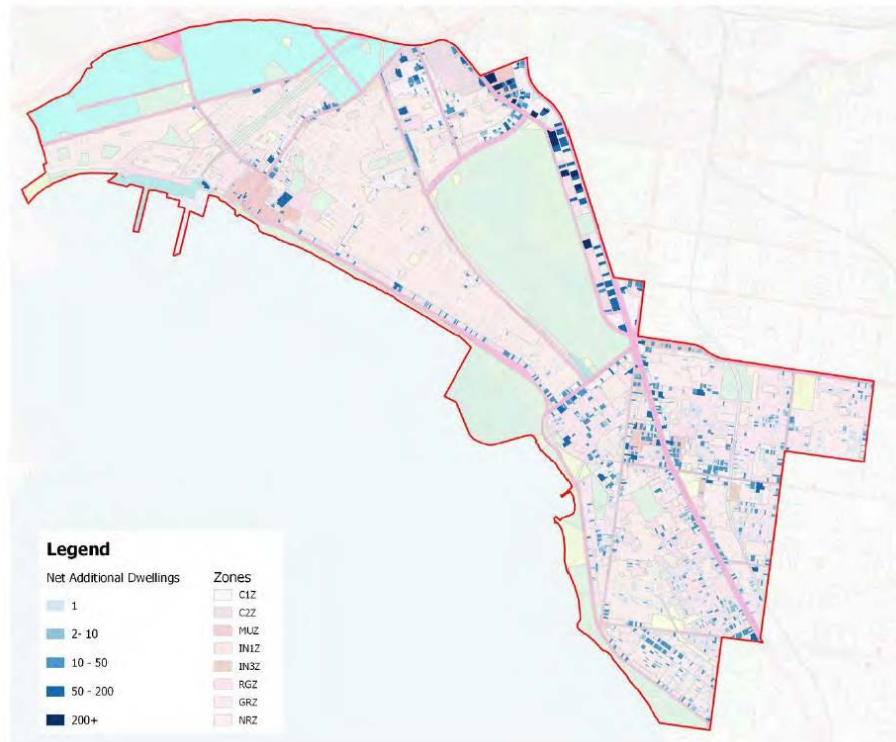 Legend
Net Additional Dwellings
1
2- 10
10 - 50
50 - 200
200+
Zones
C1Z
C2Z
MUZ
IN1Z
IN3Z
RGZ
GRZ
NRZ